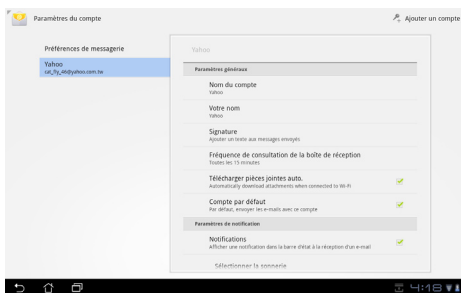 Paramètres du compte
Ajouter un compte
Préférences de messagerie
Yahoo
cat_fly_46@yahoo.com.tw
Yahoo
Paramètres généraux
Nom du compte
Yahoo
Votre nom
Yahoo
Signature
Ajouter un texte aux messages envoyés
Fréquence de consultation de la boîte de réception
Toutes les 15 minutes
Télécharger pièces jointes auto.
Automatically download attachments when connected to Wi-Fi
Compte par défaut
Par défaut, envoyer les e-mails avec ce compte
Paramètres de notification
Notifications
Afficher une notification dans la barre d'état à la réception d'un e-mail
Sélectionner la sonnerie
4:18